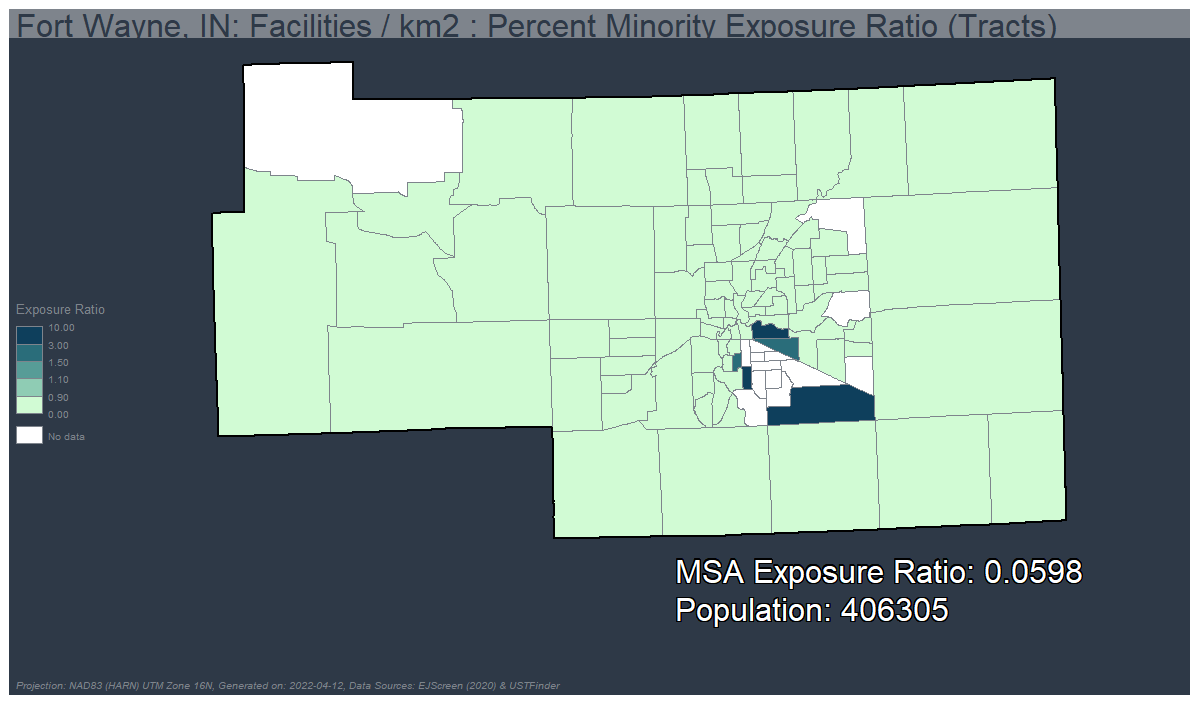 Fort Wayne, IN: Facilities / km2 : Percent Minority Exposure Ratio (Tracts)
Exposure Ratio
10.00
3.00
1.50
1.10
0.90
0.00
No data
MSA Exposure Ratio: 0.0598
Population: 406305
Projection: NAD83 (HARN) UTM Zone 16N, Generated on: 2022-04-12, Data Sources: EJScreen (2020) & USTFinder